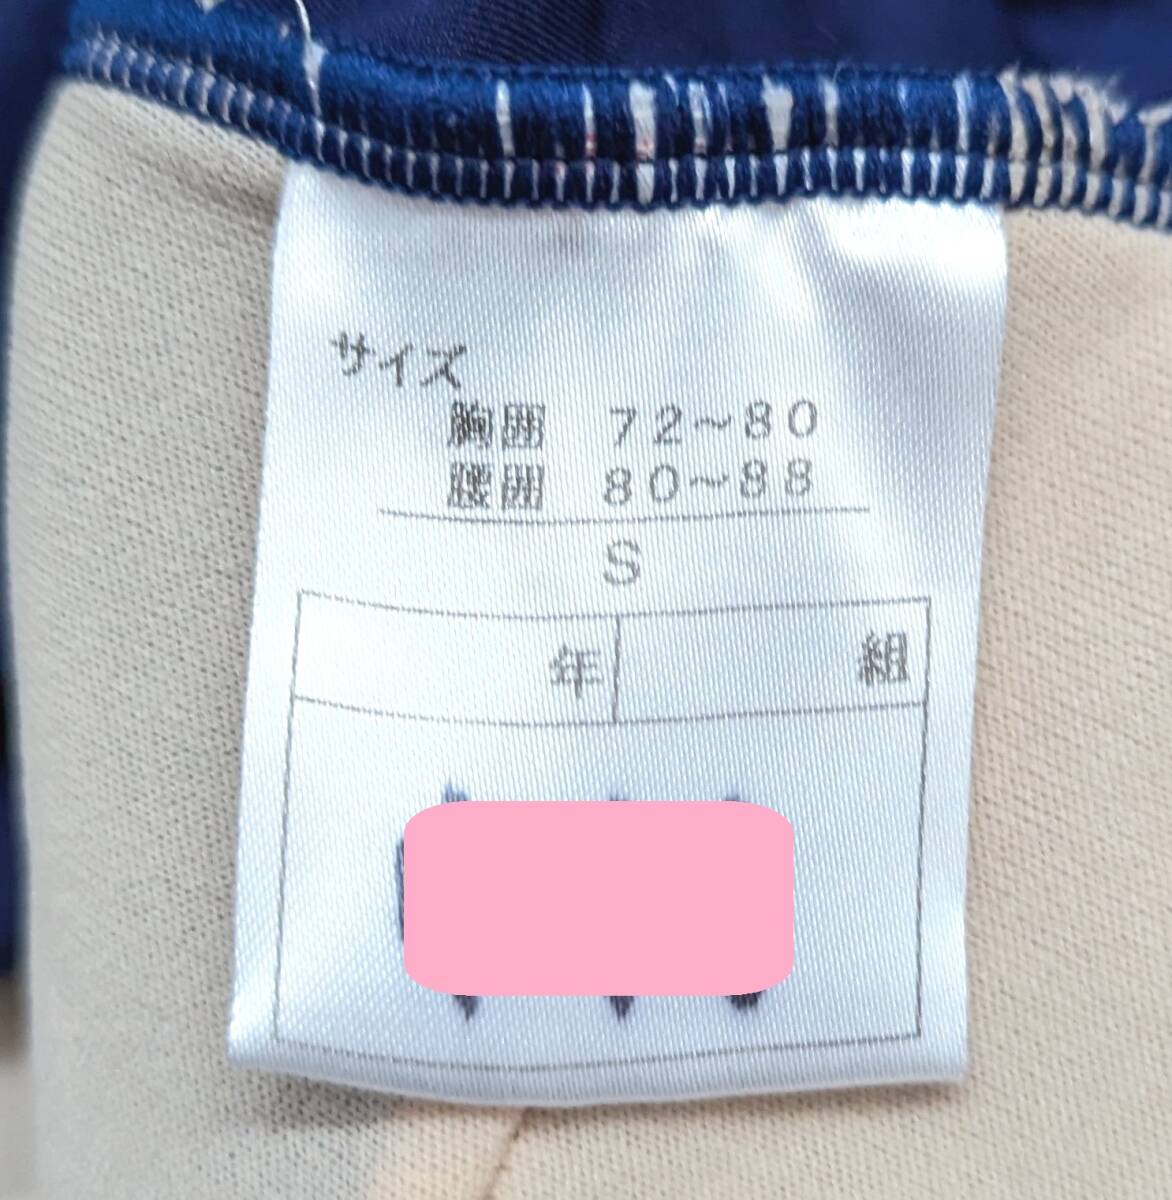 サイズ
胸囲　７２～８０
腰囲　８０～８８
S
年　組